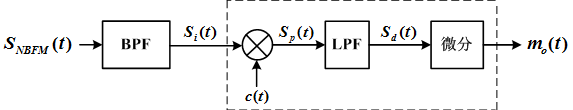 S_NBFM(t) BPF S_i(t) S_p(t) LPF S_d(t) 微分 m_o(t)
c(t)